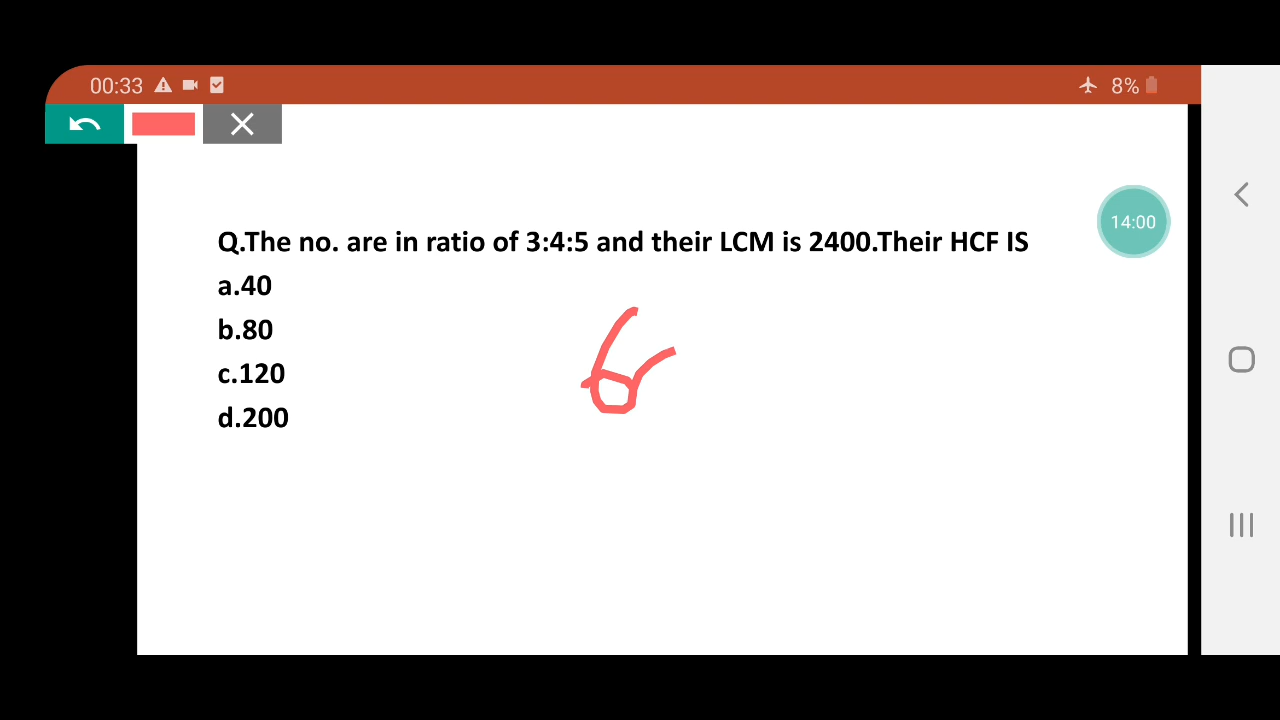 00:33
8%
14:00
Q.The no. are in ratio of 3:4:5 and their LCM is 2400.Their HCF IS
a.40
b.80
c.120
d.200